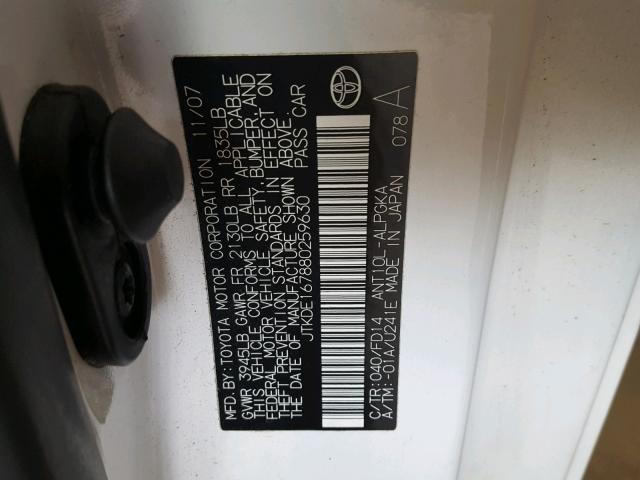 MFD.BY:TOYOTA MOTOR CORPORATION 11/07
GVWR 3945LB GAWR FR 2130LB RR 1835LB
THIS VEHICLE CONFORMS TO ALL APPLICABLE
FEDERAL MOTOR VEHICLE SAFETY, BUMPER, AND
THEFT PREVENTION STANDARDS IN EFFECT ON
THE DATE OF MANUFACTURE SHOWN ABOVE.
JTKDE167880259630 PASS CAR
C/TR:040/FD14 ANT10L-ALPGKA 078 A
A/TM:-01A/U241E MADE IN JAPAN